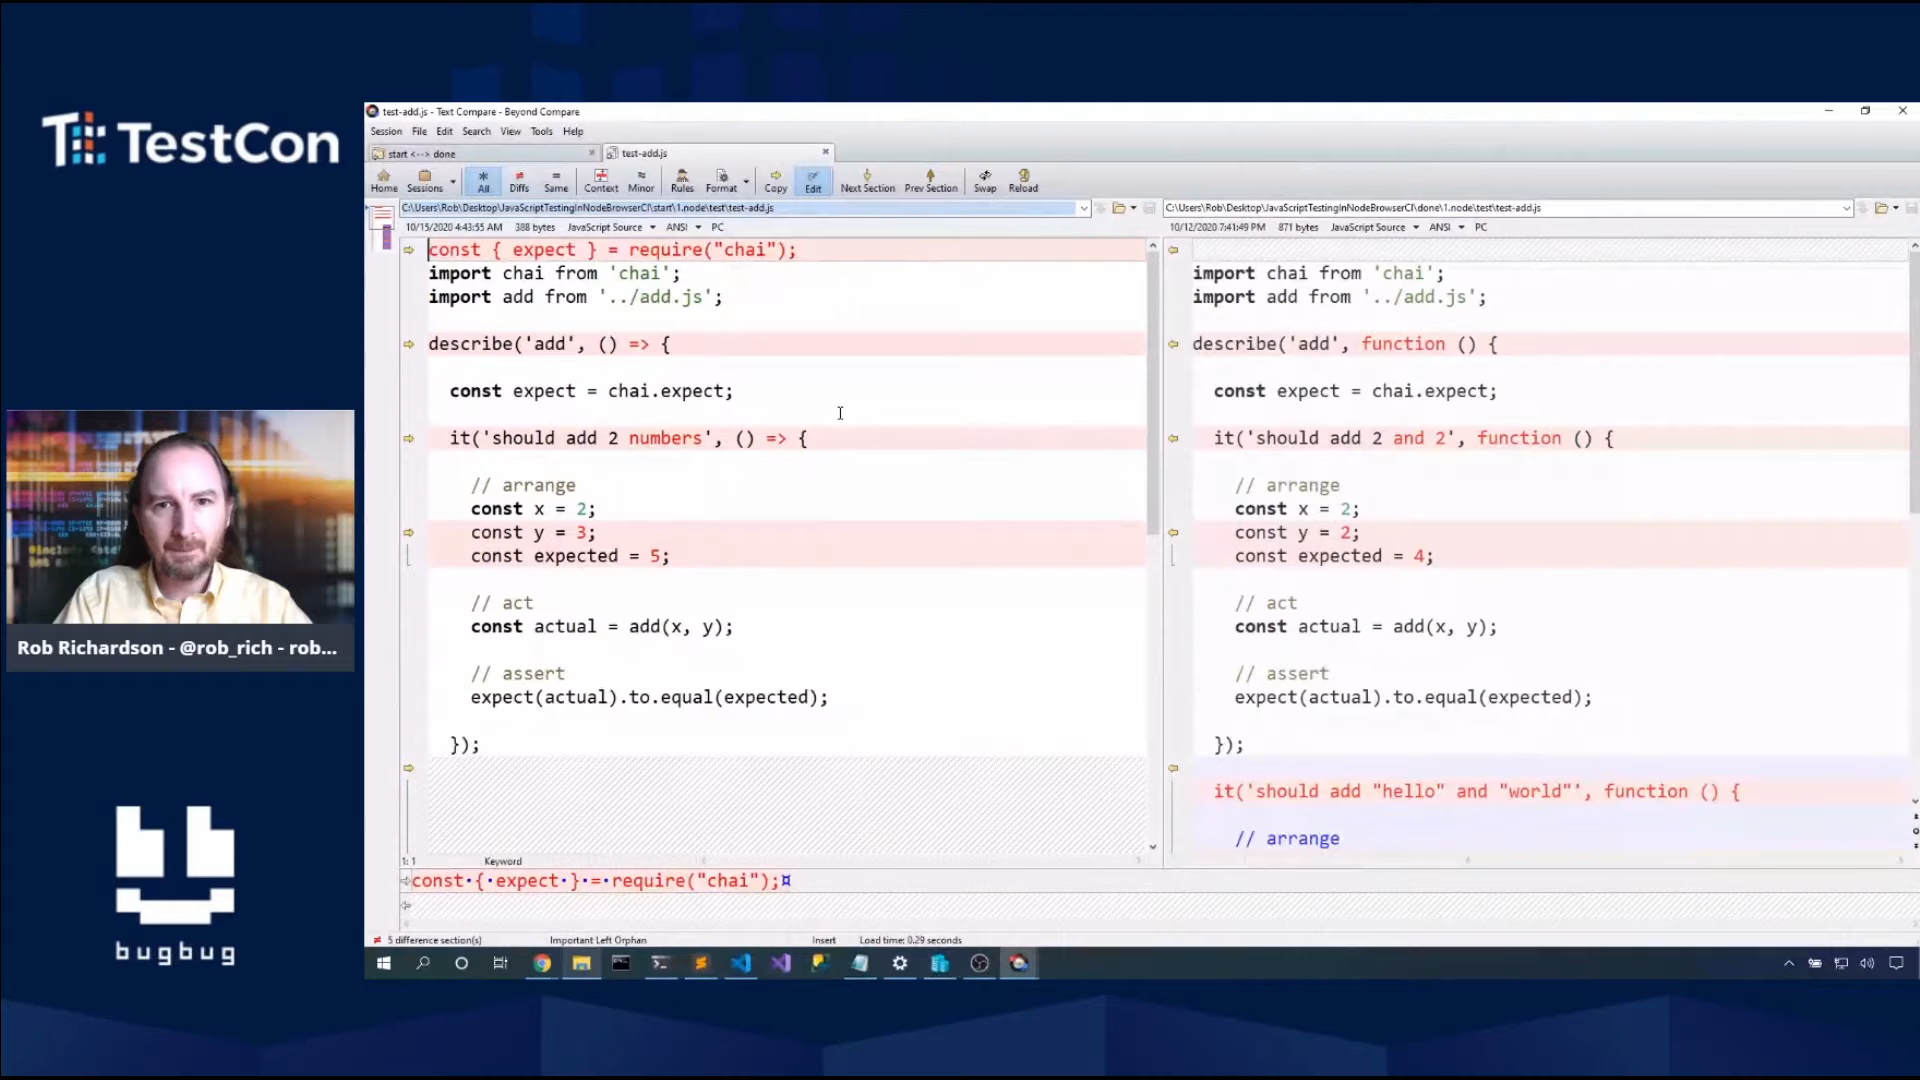 TestCon
Rob Richardson - @rob_rich - rob...
bugbug
test-add.js - Text Compare - Beyond Compare
Session File Edit Search View Tools Help
start <--> done
test-add.js
Home Sessions All Diffs Same Context Minor Rules Format Copy Edit Next Section Prev Section Swap Reload
C:\Users\Rob\Desktop\JavaScriptTestingInNodeBrowserCI\start\1.node\test\test-add.js
10/15/2020 4:43:55 AM 388 bytes JavaScript Source ANSI PC
const { expect } = require("chai");
import chai from 'chai';
import add from '../add.js';
describe('add', () => {
const expect = chai.expect;
it('should add 2 numbers', () => {
// arrange
const x = 2;
const y = 3;
const expected = 5;
// act
const actual = add(x, y);
// assert
expect(actual).to.equal(expected);
});
1: 1 Keyword
C:\Users\Rob\Desktop\JavaScriptTestingInNodeBrowserCI\done\1.node\test\test-add.js
10/12/2020 7:41:49 PM 871 bytes JavaScript Source ANSI PC
import chai from 'chai';
import add from '../add.js';
describe('add', function () {
const expect = chai.expect;
it('should add 2 and 2', function () {
// arrange
const x = 2;
const y = 2;
const expected = 4;
// act
const actual = add(x, y);
// assert
expect(actual).to.equal(expected);
});
it('should add "hello" and "world"', function () {
// arrange
const·{·expect·}·=·require("chai");¤
5 difference section(s) Important Left Orphan Insert Load time: 0.29 seconds